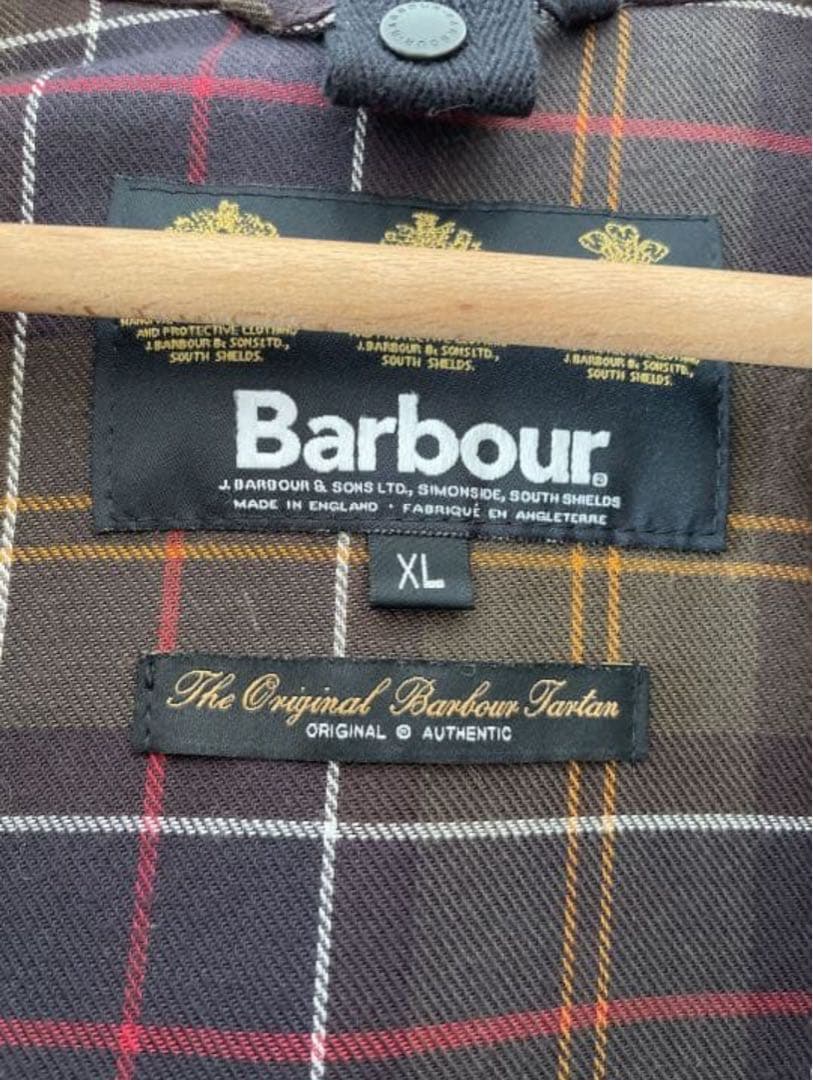 BARBOUR
AND PROTECTIVE CLOTHING
J. BARBOUR & SONS LTD.,
SOUTH SHIELDS.
J. BARBOUR & SONS LTD.,
SOUTH SHIELDS.
J. BARBOUR & SONS LTD.,
SOUTH SHIELDS.
Barbour®
J. BARBOUR & SONS LTD., SIMONSIDE, SOUTH SHIELDS
MADE IN ENGLAND · FABRIQUÉ EN ANGLETERRE
XL
The Original Barbour Tartan
ORIGINAL © AUTHENTIC